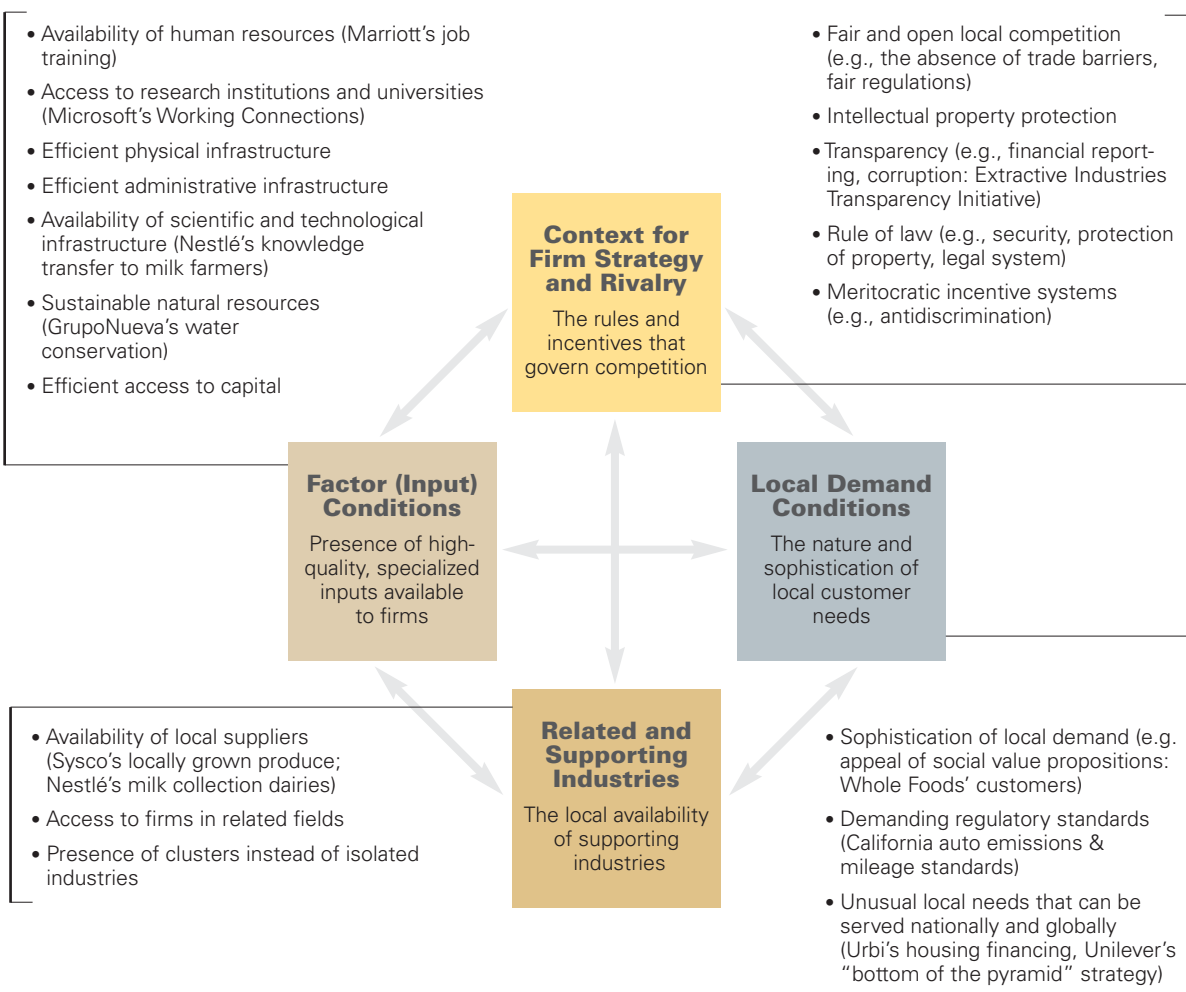 • Availability of human resources (Marriott’s job
training)
• Access to research institutions and universities
(Microsoft’s Working Connections)
• Efficient physical infrastructure
• Efficient administrative infrastructure
• Availability of scientific and technological
infrastructure (Nestlé’s knowledge
transfer to milk farmers)
• Sustainable natural resources
(GrupoNueva’s water
conservation)
• Efficient access to capital
• Fair and open local competition
(e.g., the absence of trade barriers,
fair regulations)
• Intellectual property protection
• Transparency (e.g., financial report-
ing, corruption: Extractive Industries
Transparency Initiative)
• Rule of law (e.g., security, protection
of property, legal system)
• Meritocratic incentive systems
(e.g., antidiscrimination)
Context for
Firm Strategy
and Rivalry
The rules and
incentives that
govern competition
Factor (Input)
Conditions
Presence of high-
quality, specialized
inputs available
to firms
Local Demand
Conditions
The nature and
sophistication of
local customer
needs
Related and
Supporting
Industries
The local availability
of supporting
industries
• Availability of local suppliers
(Sysco’s locally grown produce;
Nestlé’s milk collection dairies)
• Access to firms in related fields
• Presence of clusters instead of isolated
industries
• Sophistication of local demand (e.g.
appeal of social value propositions:
Whole Foods’ customers)
• Demanding regulatory standards
(California auto emissions &
mileage standards)
• Unusual local needs that can be
served nationally and globally
(Urbi’s housing financing, Unilever’s
“bottom of the pyramid” strategy)